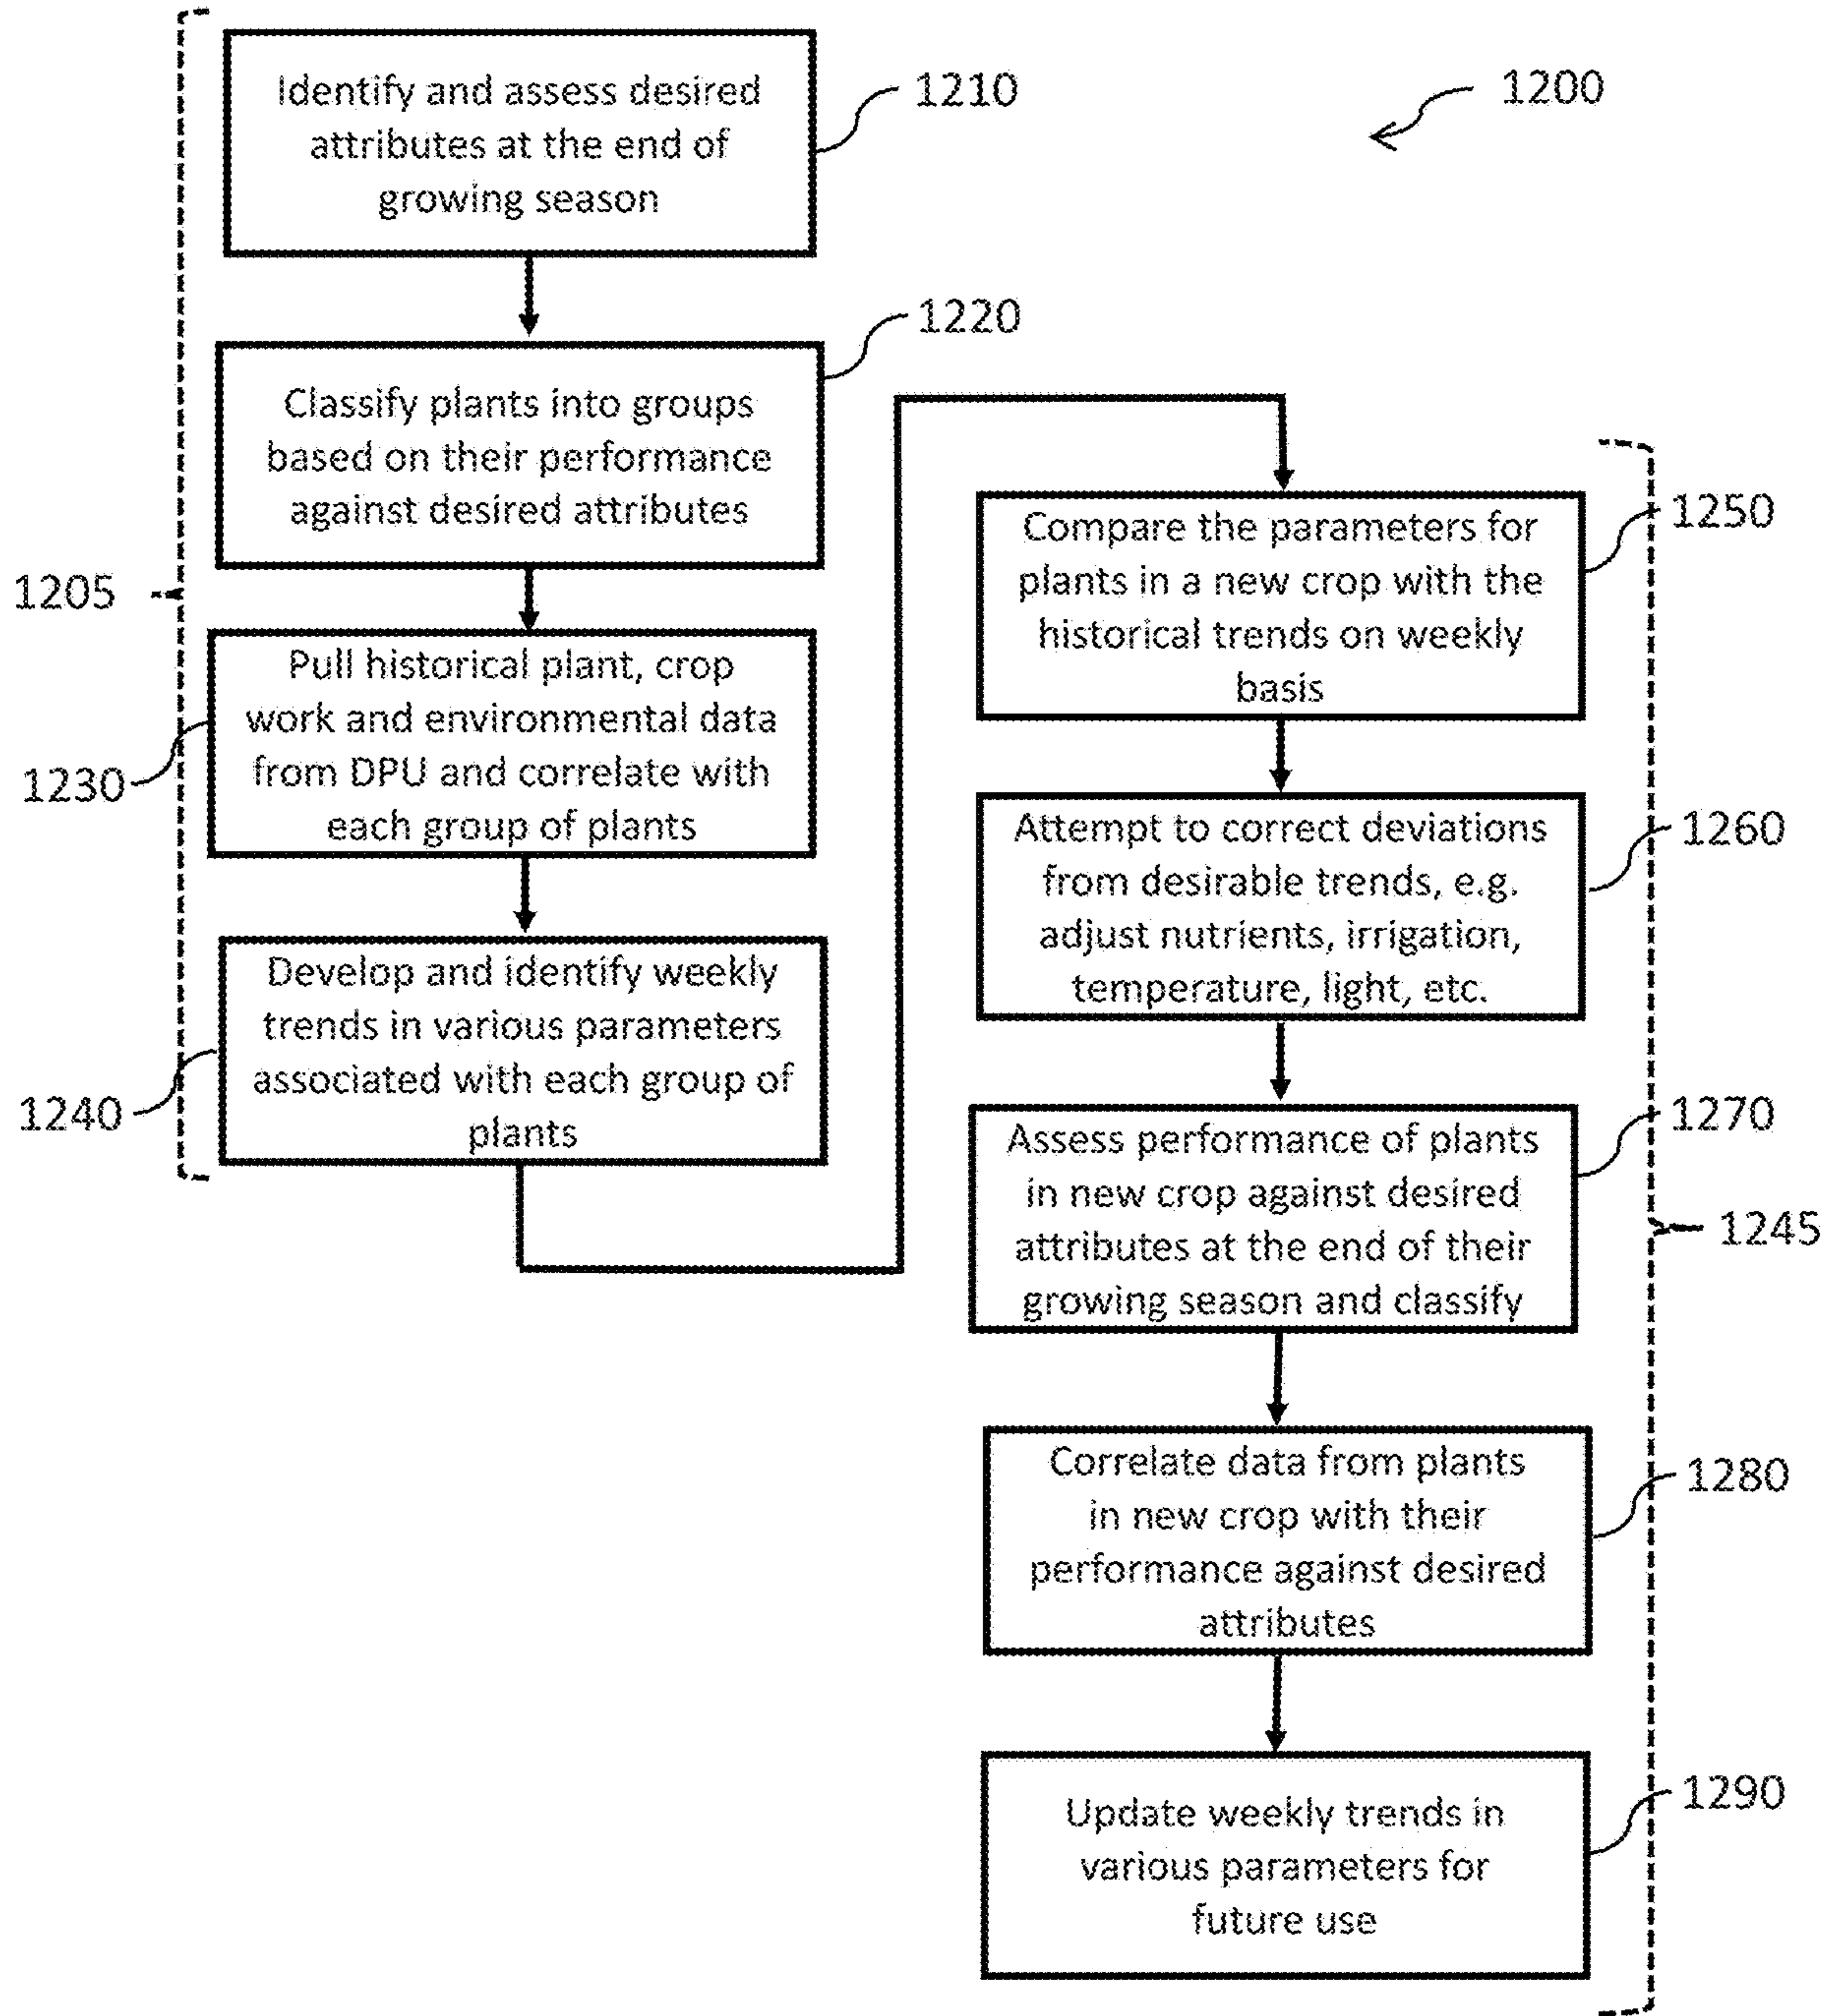 Identify and assess desired
attributes at the end of
growing season
1210
1200
Classify plants into groups
based on their performance
against desired attributes
1220
1205
Pull historical plant, crop
work and environmental data
from DPU and correlate with
each group of plants
1230
Develop and identify weekly
trends in various parameters
associated with each group of
plants
1240
Compare the parameters for
plants in a new crop with the
historical trends on weekly
basis
1250
Attempt to correct deviations
from desirable trends, e.g.
adjust nutrients, irrigation,
temperature, light, etc.
1260
Assess performance of plants
in new crop against desired
attributes at the end of their
growing season and classify
1270
1245
Correlate data from plants
in new crop with their
performance against desired
attributes
1280
Update weekly trends in
various parameters for
future use
1290